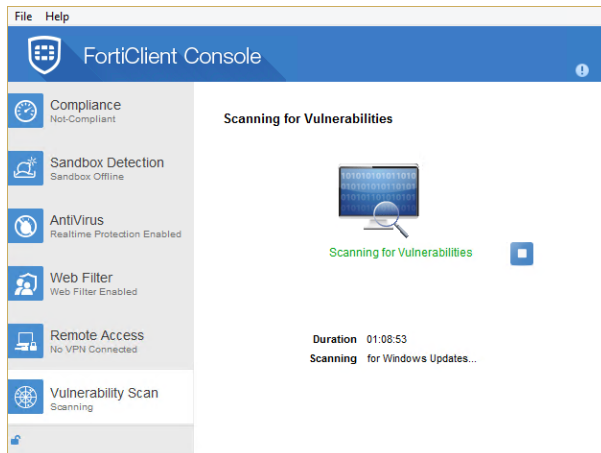 File Help
FortiClient Console
Compliance
Not-Compliant
Sandbox Detection
Sandbox Offline
AntiVirus
Realtime Protection Enabled
Web Filter
Web Filter Enabled
Remote Access
No VPN Connected
Vulnerability Scan
Scanning
Scanning for Vulnerabilities
10101010101010
Scanning for Vulnerabilities
Duration 01:08:53
Scanning for Windows Updates...